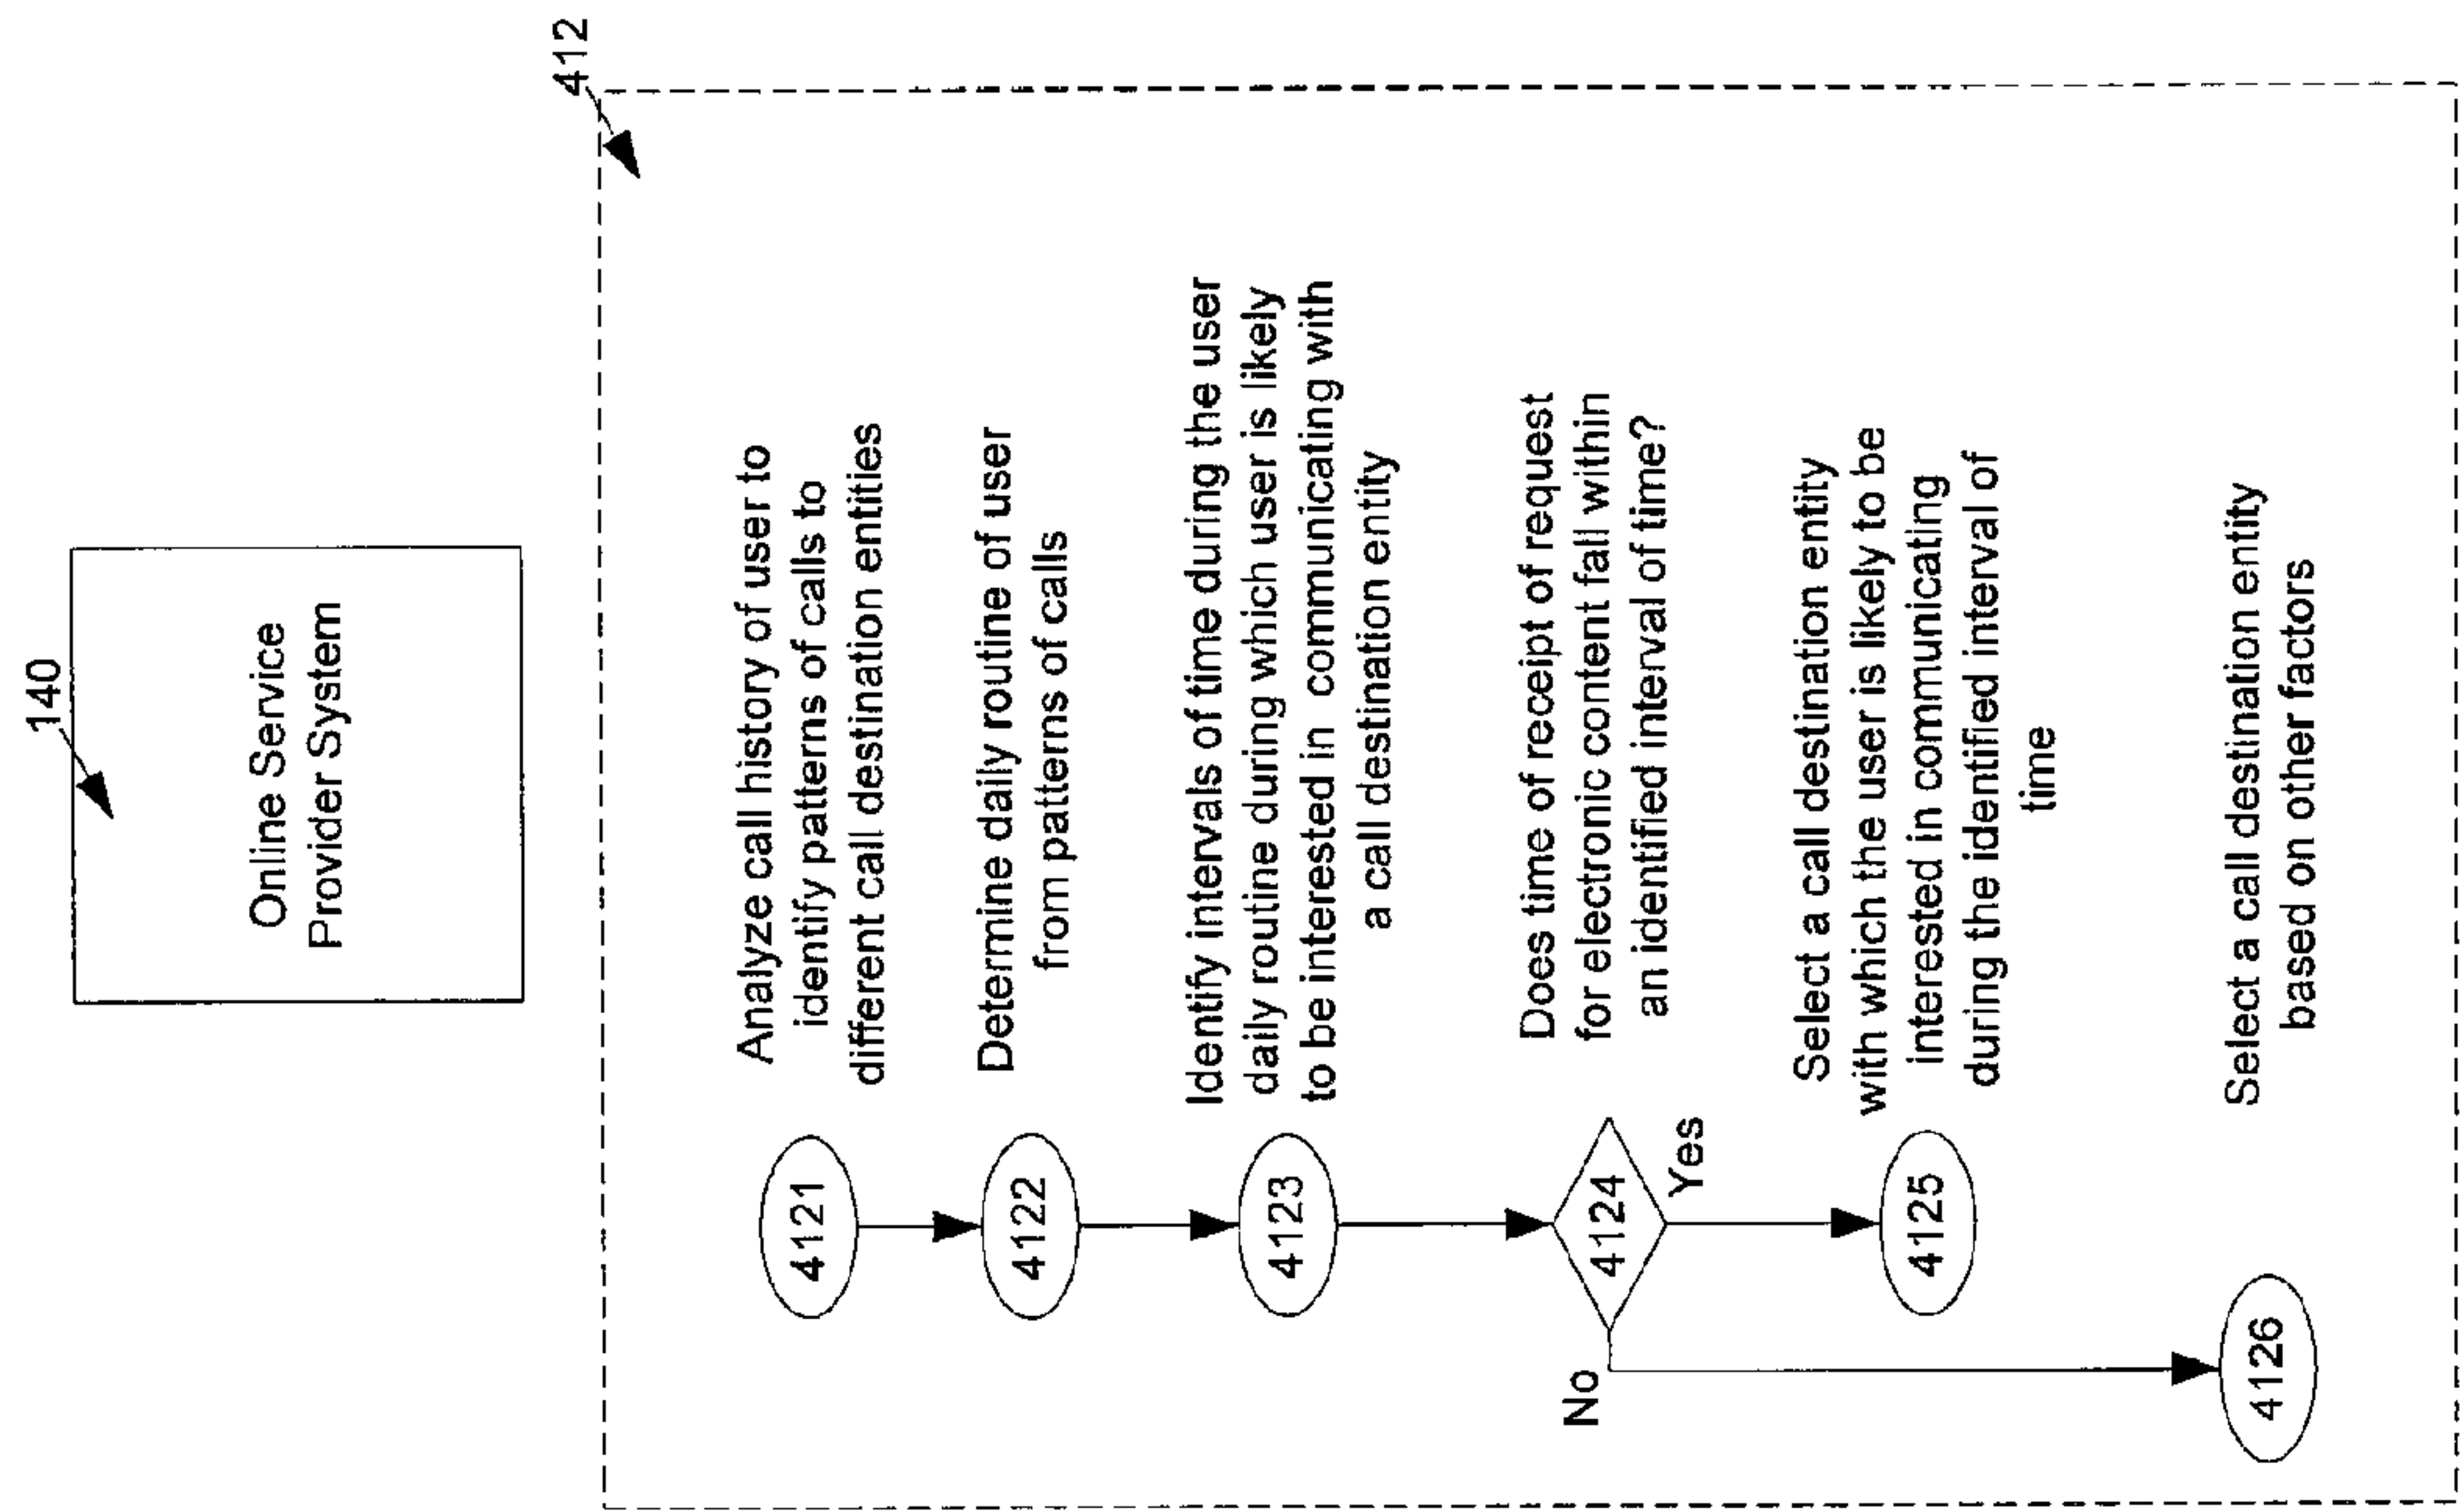 140
Online Service
Provider System
412
4121
Analyze call history of user to
identify patterns of calls to
different call destination entities
4122
Determine daily routine of user
from patterns of calls
4123
Identify intervals of time during the user
daily routine during which user is likely
to be interested in communicating with
a call destination entity
4124
Does time of receipt of request
for electronic content fall within
an identified interval of time?
No
Yes
4125
Select a call destination entity
with which the user is likely to be
interested in communicating
during the identified interval of
time
4126
Select a call destination entity
based on other factors